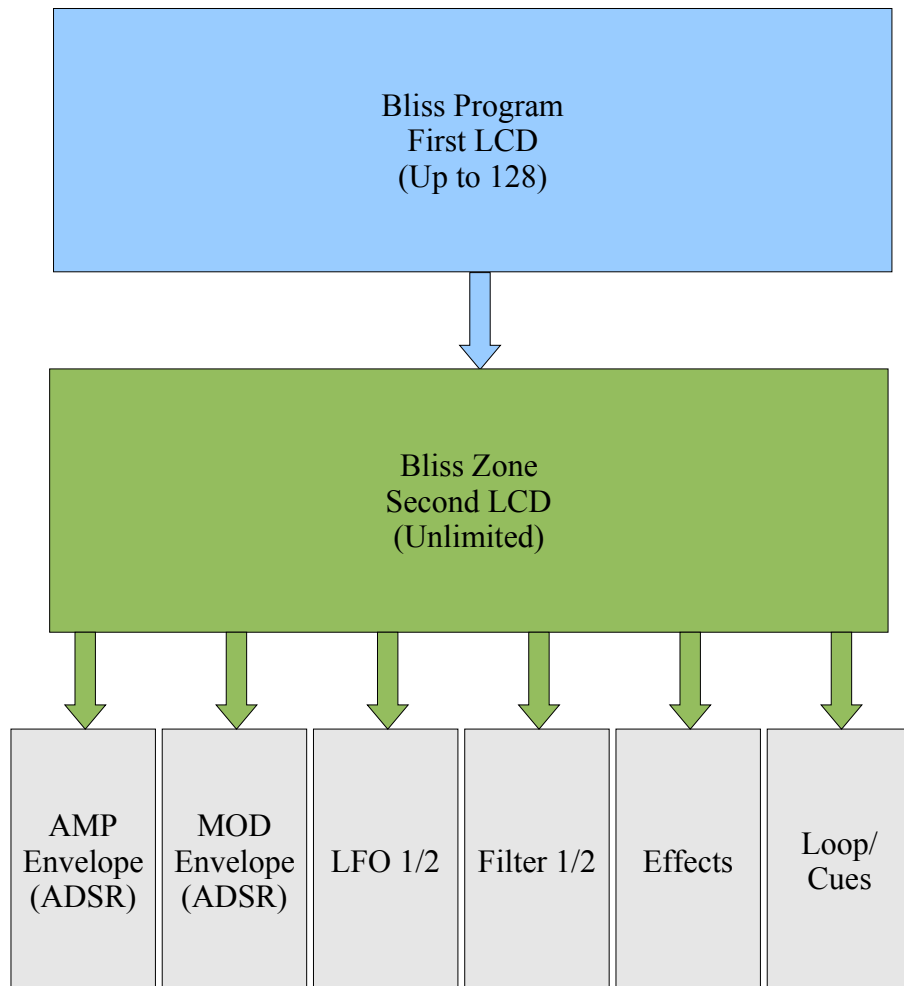 Bliss Program
First LCD
(Up to 128)
Bliss Zone
Second LCD
(Unlimited)
AMP
Envelope
(ADSR)
MOD
Envelope
(ADSR)
LFO 1/2
Filter 1/2
Effects
Loop/
Cues